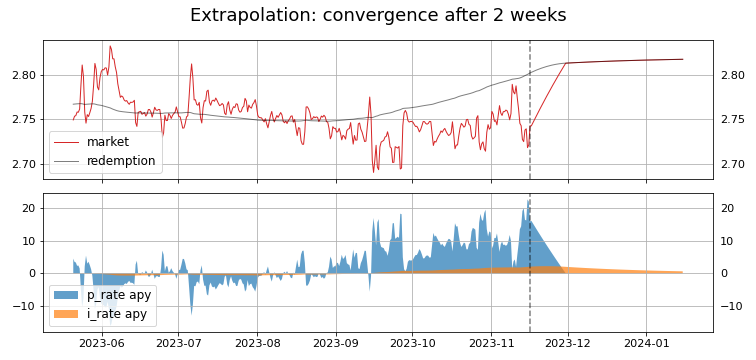 Extrapolation: convergence after 2 weeks
2.80 2.80
2.75 2.75
2.70 2.70
market
redemption
20 20
10 10
0 0
−10 −10
p_rate apy
i_rate apy
2023-06 2023-07 2023-08 2023-09 2023-10 2023-11 2023-12 2024-01